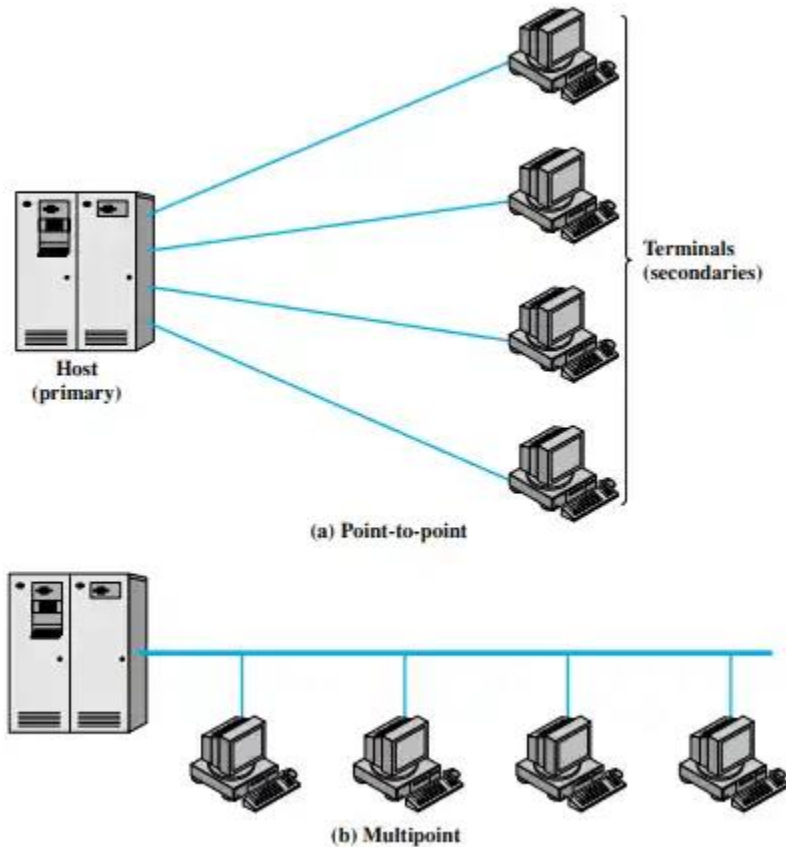 Terminals
(secondaries)
Host
(primary)
(a) Point-to-point
(b) Multipoint